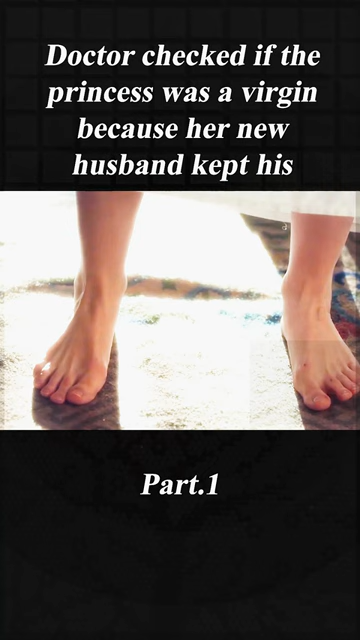 Doctor checked if the
princess was a virgin
because her new
husband kept his
Part.1